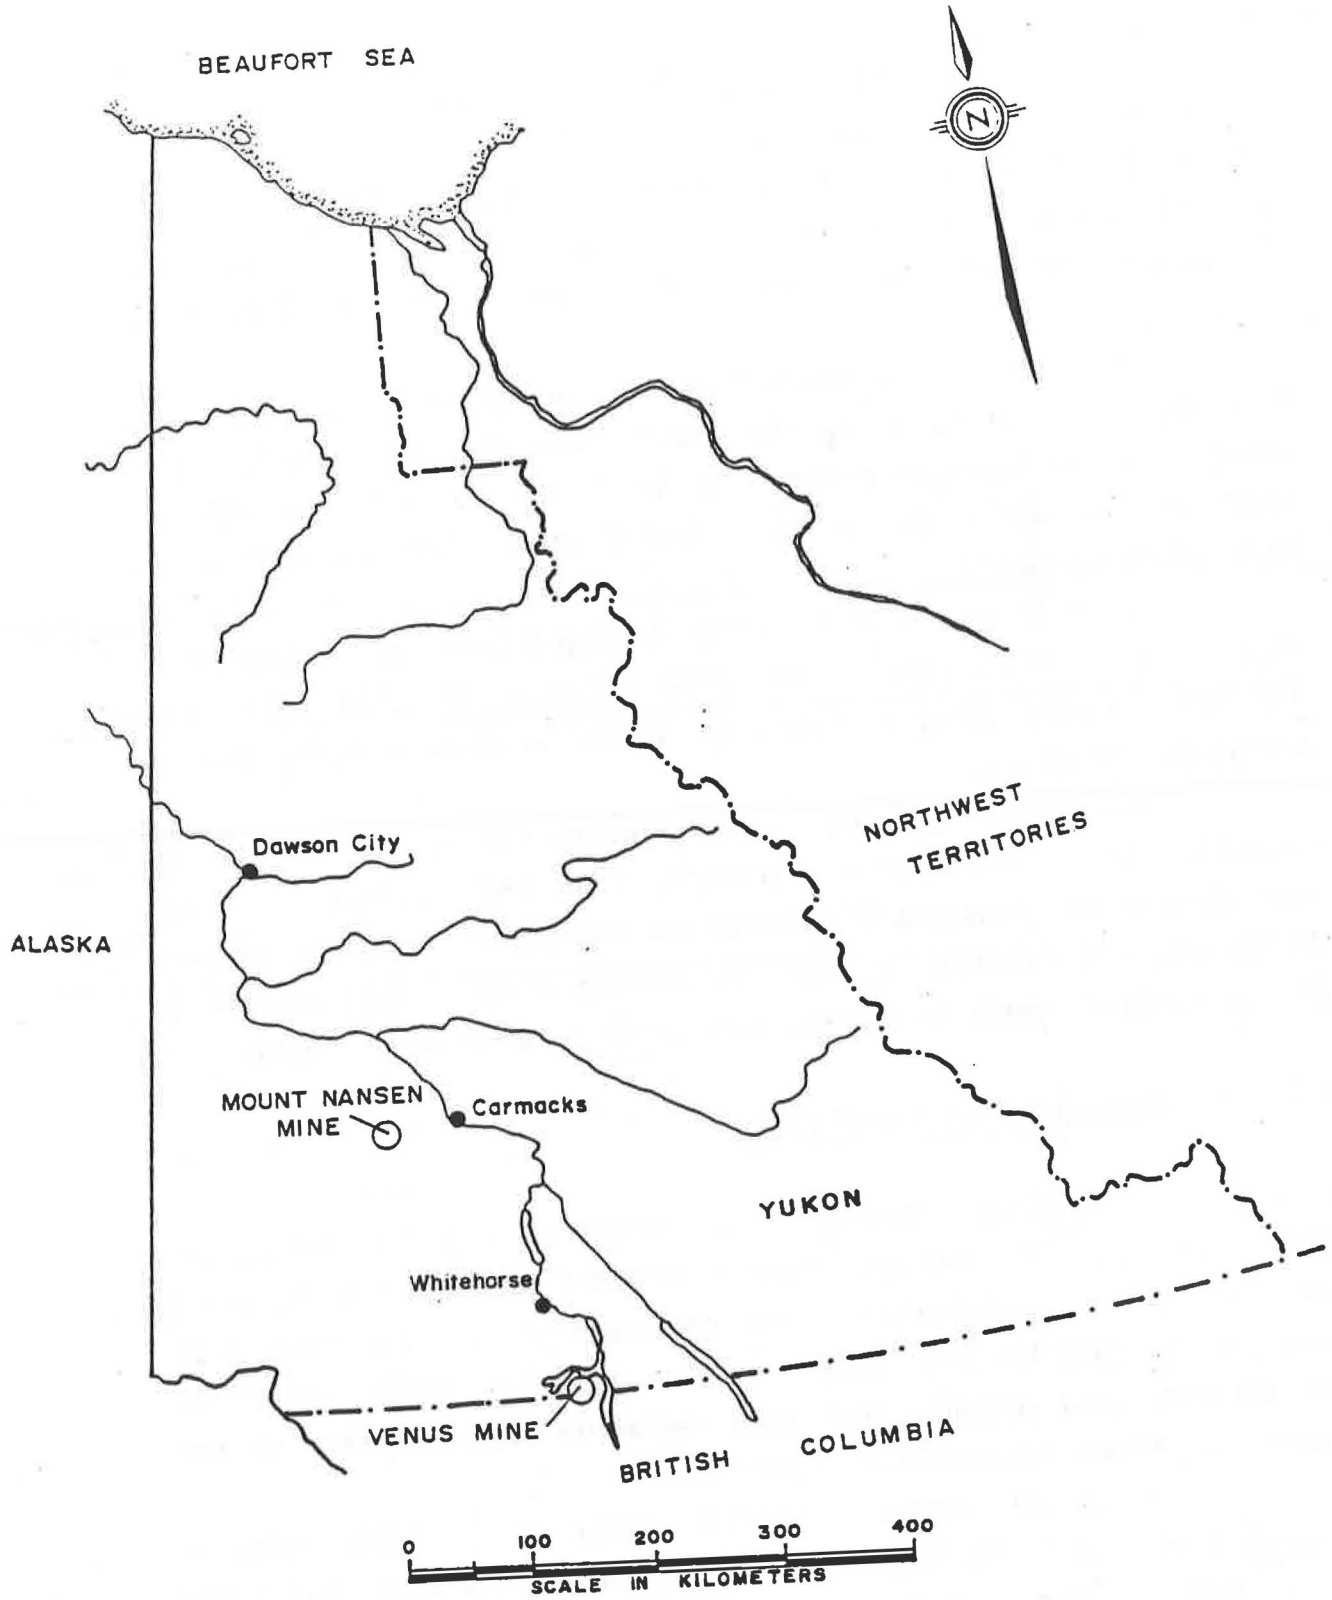 BEAUFORT SEA
N
NORTHWEST
TERRITORIES
Dawson City
ALASKA
MOUNT NANSEN
MINE
Carmacks
YUKON
Whitehorse
VENUS MINE
BRITISH COLUMBIA
0 100 200 300 400
SCALE IN KILOMETERS